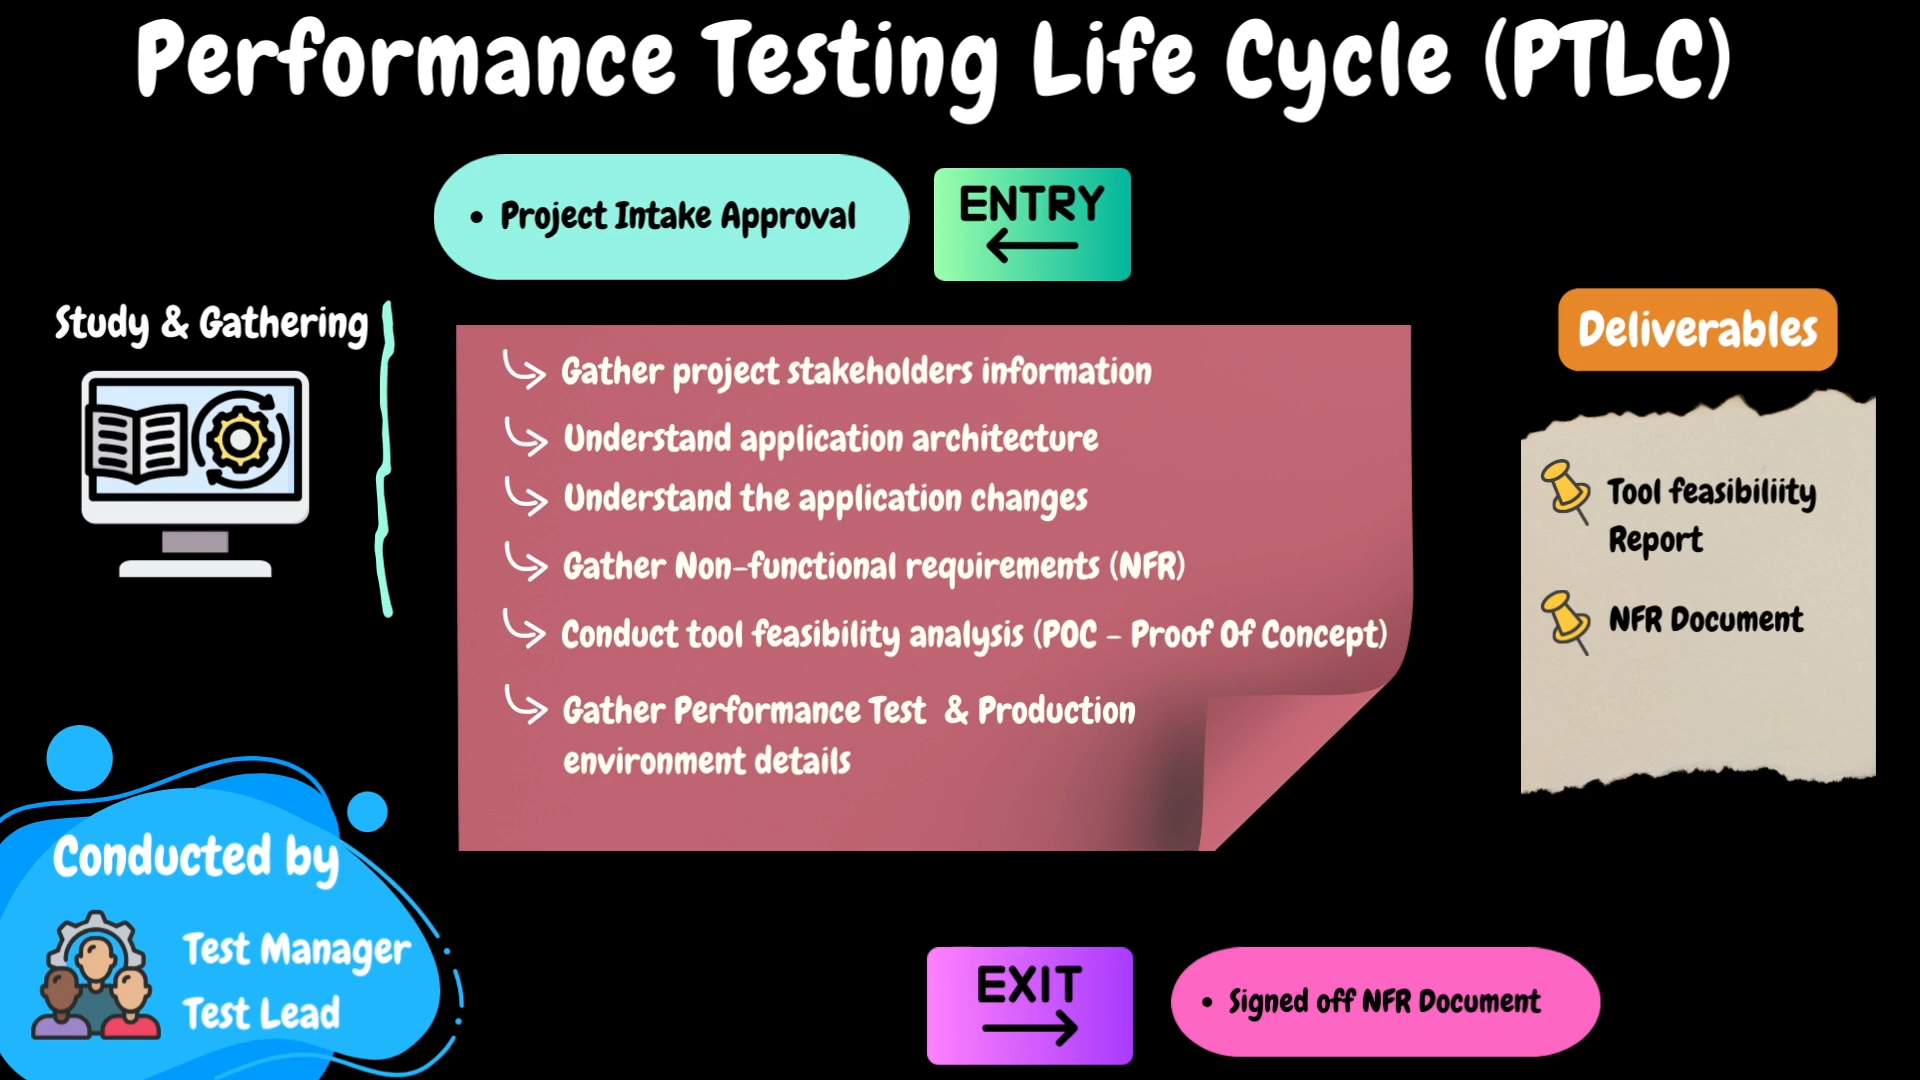 Performance Testing Life Cycle (PTLC)
• Project Intake Approval
ENTRY
Study & Gathering
Gather project stakeholders information
Understand application architecture
Understand the application changes
Gather Non-functional requirements (NFR)
Conduct tool feasibility analysis (POC - Proof Of Concept)
Gather Performance Test & Production
environment details
Deliverables
Tool feasibiliity
Report
NFR Document
Conducted by
Test Manager
Test Lead
EXIT
• Signed off NFR Document